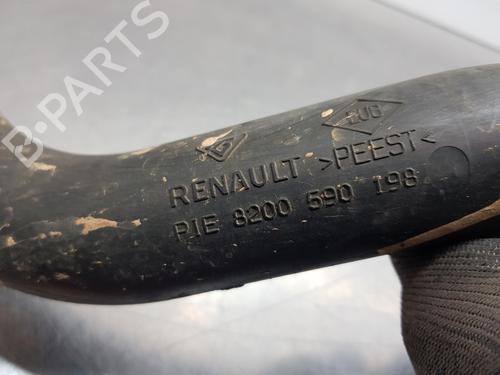 RENAULT >PEEST<
PIE 8200 590 198
B-PARTS